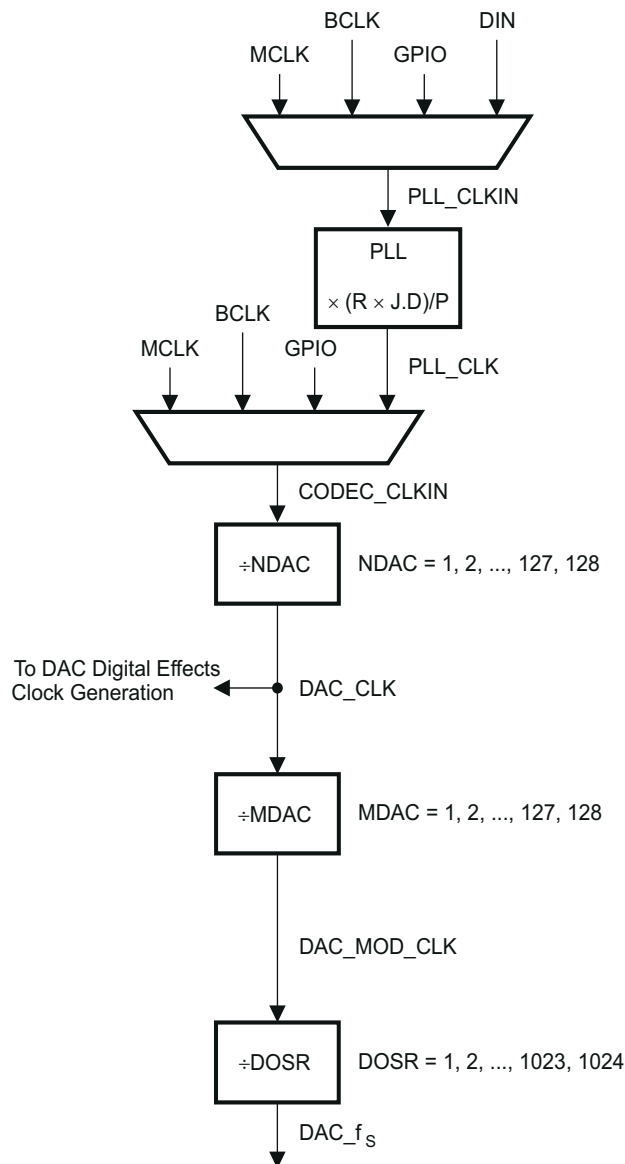 BCLK
DIN
MCLK
GPIO
PLL_CLKIN
PLL
× (R × J.D)/P
BCLK
MCLK
GPIO
PLL_CLK
CODEC_CLKIN
÷NDAC
NDAC = 1, 2, ..., 127, 128
To DAC Digital Effects
Clock Generation
DAC_CLK
÷MDAC
MDAC = 1, 2, ..., 127, 128
DAC_MOD_CLK
÷DOSR
DOSR = 1, 2, ..., 1023, 1024
DAC_fS